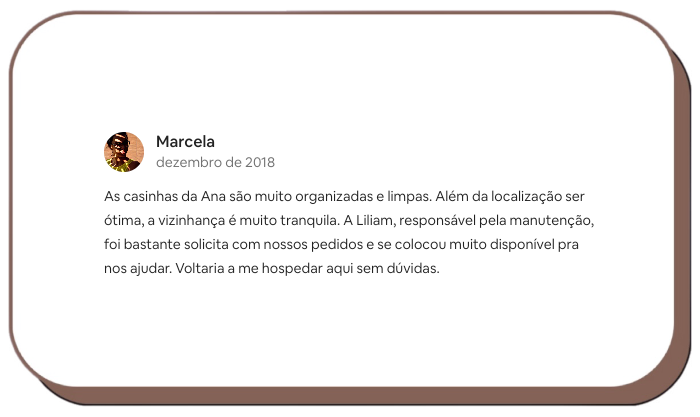 Marcela
dezembro de 2018
As casinhas da Ana são muito organizadas e limpas. Além da localização ser
ótima, a vizinhança é muito tranquila. A Liliam, responsável pela manutenção,
foi bastante solicita com nossos pedidos e se colocou muito disponível pra
nos ajudar. Voltaria a me hospedar aqui sem dúvidas.